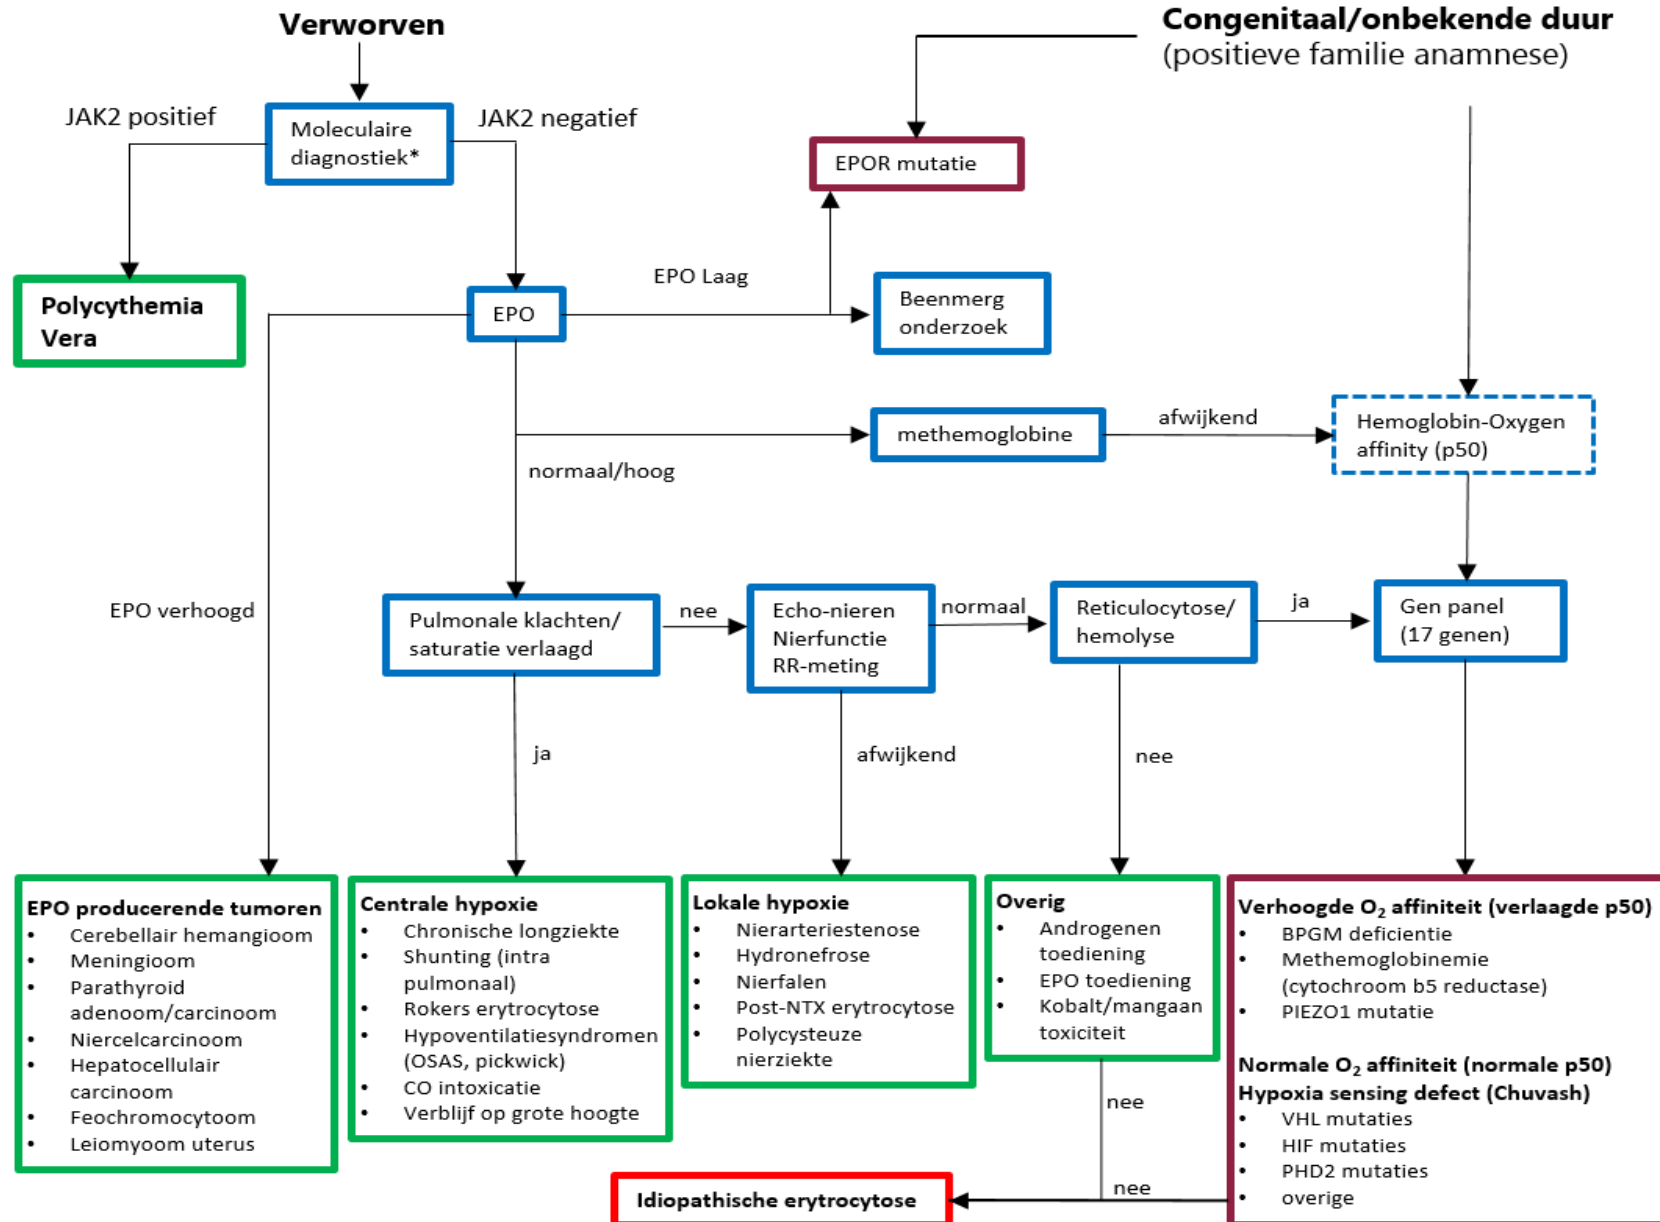 Verworven
Congenitaal/onbekende duur
(positieve familie anamnese)
JAK2 positief
JAK2 negatief
Moleculaire
diagnostiek*
EPOR mutatie
Polycythemia
Vera
EPO Laag
EPO
Beenmerg
onderzoek
methemoglobine
afwijkend
Hemoglobin-Oxygen
affinity (p50)
normaal/hoog
EPO verhoogd
Pulmonale klachten/
saturatie verlaagd
nee
Echo-nieren
Nierfunctie
RR-meting
normaal
Reticulocytose/
hemolyse
ja
Gen panel
(17 genen)
ja
afwijkend
nee
EPO producerende tumoren
• Cerebellair hemangioom
• Meningioom
• Parathyroid
adenoom/carcinoom
• Niercelcarcinoom
• Hepatocellulair
carcinoom
• Feochromocytoom
• Leiomyoom uterus
Centrale hypoxie
• Chronische longziekte
• Shunting (intra
pulmonaal)
• Rokers erytrocytose
• Hypoventilatiesyndromen
(OSAS, pickwick)
• CO intoxicatie
• Verblijf op grote hoogte
Lokale hypoxie
• Nierarteriestenose
• Hydronefrose
• Nierfalen
• Post-NTX erytrocytose
• Polycysteuze
nierziekte
Overig
• Androgenen
toediening
• EPO toediening
• Kobalt/mangaan
toxiciteit
Verhoogde O₂ affiniteit (verlaagde p50)
• BPGM deficientie
• Methemoglobinemie
(cytochroom b5 reductase)
• PIEZO1 mutatie
Normale O₂ affiniteit (normale p50)
Hypoxia sensing defect (Chuvash)
• VHL mutaties
• HIF mutaties
• PHD2 mutaties
• overige
nee
nee
Idiopathische erytrocytose